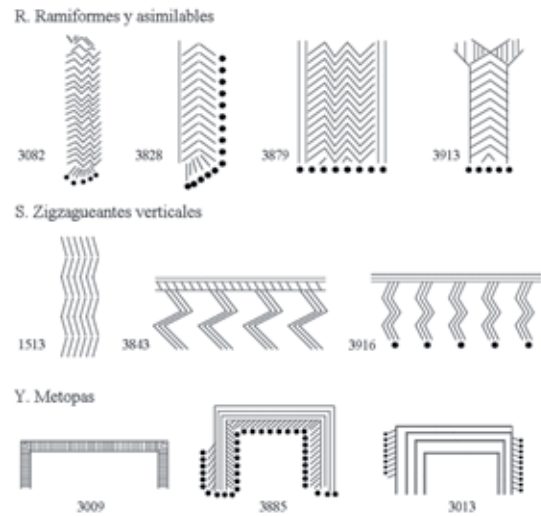 R. Ramiformes y asimilables
3082 3828 3879 3913
S. Zigzagueantes verticales
1513 3843 3916
Y. Metopas
3009 3885 3013